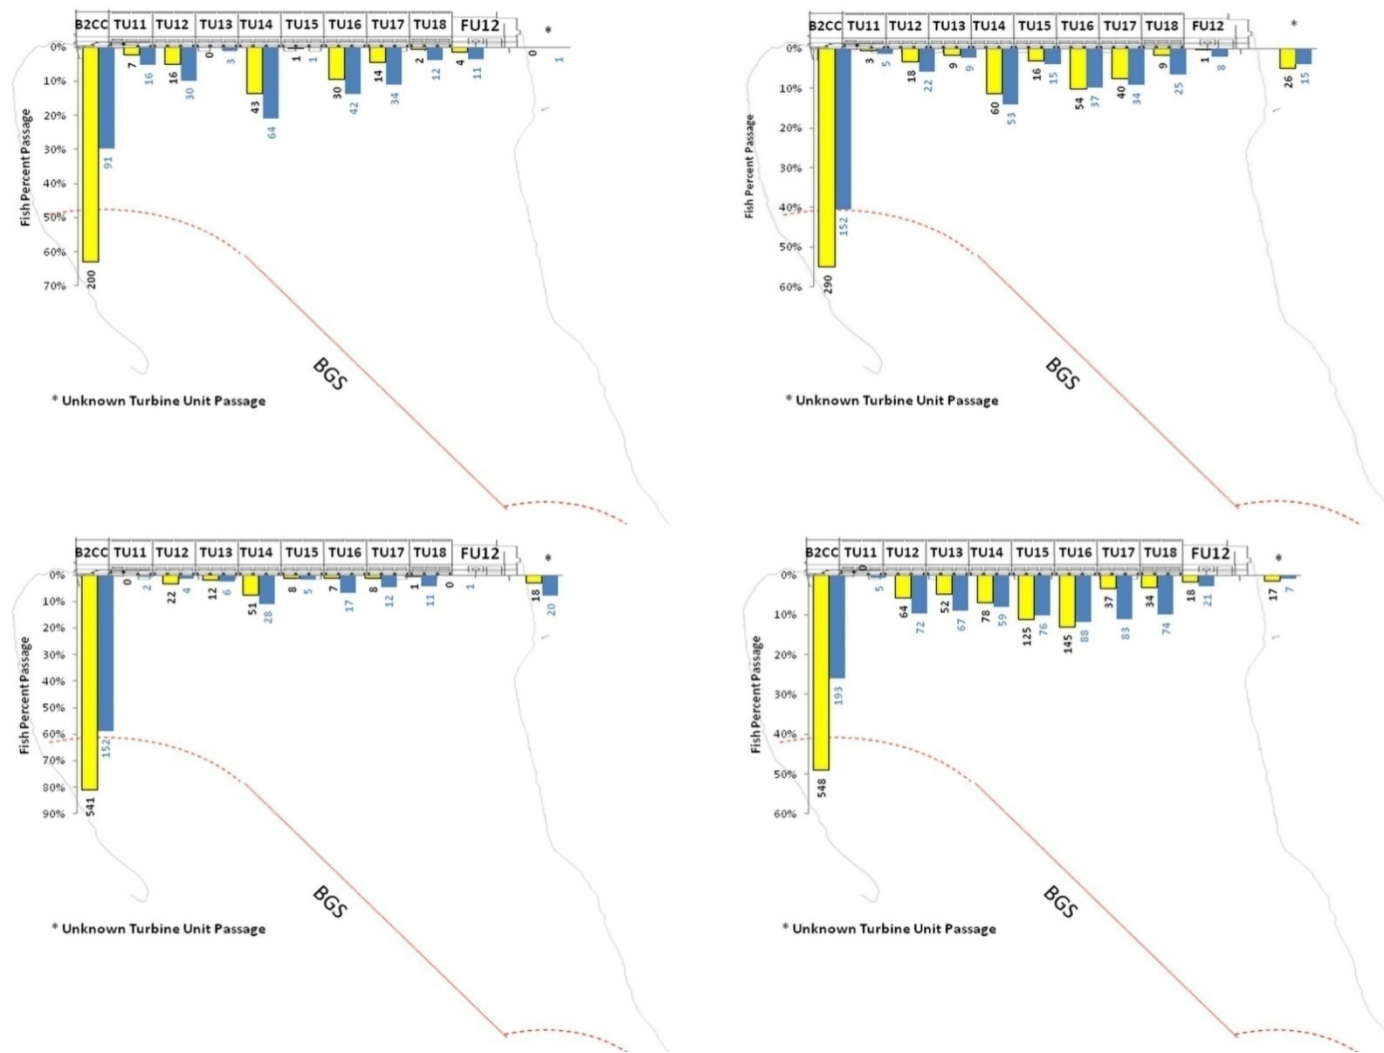 B2CC TU11 TU12 TU13 TU14 TU15 TU16 TU17 TU18 FU12 *
0%
10%
20%
30%
40%
50%
60%
70%
Fish Percent Passage
200 91 7 16 16 30 0 3 43 64 1 1 30 42 14 34 2 12 4 11 0 1
BGS
* Unknown Turbine Unit Passage
B2CC TU11 TU12 TU13 TU14 TU15 TU16 TU17 TU18 FU12 *
0%
10%
20%
30%
40%
50%
60%
Fish Percent Passage
290 152 3 5 18 22 9 9 60 53 16 15 54 37 40 34 9 25 1 8 26 15
BGS
* Unknown Turbine Unit Passage
B2CC TU11 TU12 TU13 TU14 TU15 TU16 TU17 TU18 FU12 *
0%
10%
20%
30%
40%
50%
60%
70%
80%
90%
Fish Percent Passage
541 152 0 2 22 4 12 6 51 28 8 5 7 17 8 12 1 11 0 1 18 20
BGS
* Unknown Turbine Unit Passage
B2CC TU11 TU12 TU13 TU14 TU15 TU16 TU17 TU18 FU12 *
0%
10%
20%
30%
40%
50%
60%
Fish Percent Passage
548 193 0 5 64 72 52 67 78 59 125 76 145 88 37 83 34 74 18 21 17 7
BGS
* Unknown Turbine Unit Passage